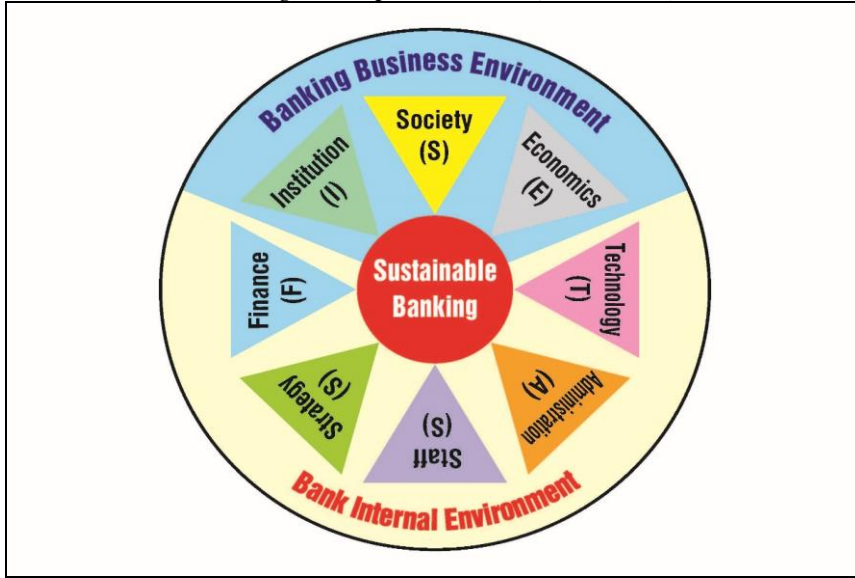 Banking Business Environment
Society
(S)
Economics
(E)
Technology
(T)
Administration
(A)
Staff
(S)
Strategy
(S)
Finance
(F)
Institution
(I)
Sustainable
Banking
Bank Internal Environment